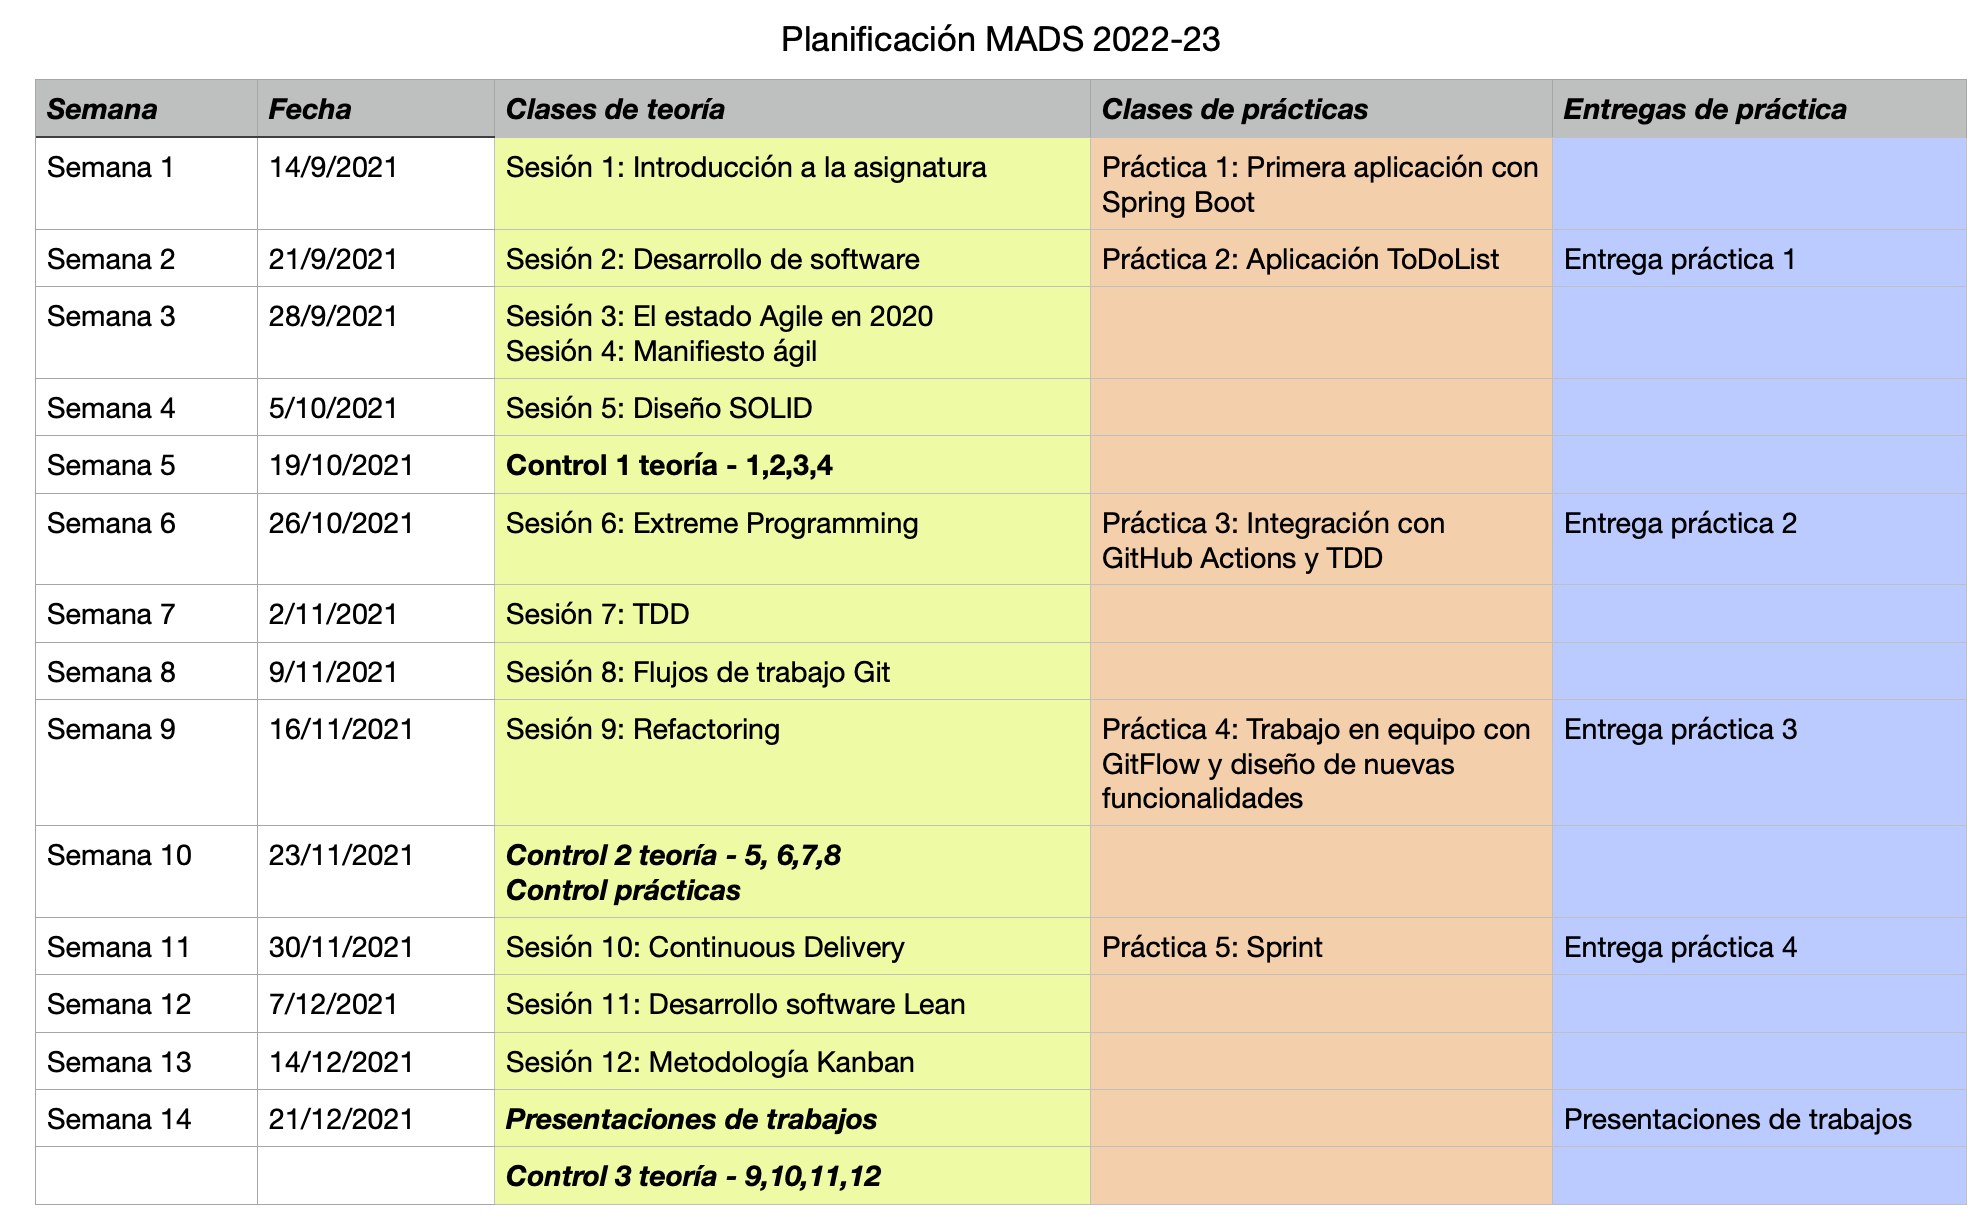 Planificación MADS 2022-23
Semana Fecha Clases de teoría Clases de prácticas Entregas de práctica
Semana 1 14/9/2021 Sesión 1: Introducción a la asignatura Práctica 1: Primera aplicación con
Spring Boot
Semana 2 21/9/2021 Sesión 2: Desarrollo de software Práctica 2: Aplicación ToDoList Entrega práctica 1
Semana 3 28/9/2021 Sesión 3: El estado Agile en 2020
Sesión 4: Manifiesto ágil
Semana 4 5/10/2021 Sesión 5: Diseño SOLID
Semana 5 19/10/2021 Control 1 teoría - 1,2,3,4
Semana 6 26/10/2021 Sesión 6: Extreme Programming Práctica 3: Integración con Entrega práctica 2
GitHub Actions y TDD
Semana 7 2/11/2021 Sesión 7: TDD
Semana 8 9/11/2021 Sesión 8: Flujos de trabajo Git
Semana 9 16/11/2021 Sesión 9: Refactoring Práctica 4: Trabajo en equipo con Entrega práctica 3
GitFlow y diseño de nuevas
funcionalidades
Semana 10 23/11/2021 Control 2 teoría - 5, 6,7,8
Control prácticas
Semana 11 30/11/2021 Sesión 10: Continuous Delivery Práctica 5: Sprint Entrega práctica 4
Semana 12 7/12/2021 Sesión 11: Desarrollo software Lean
Semana 13 14/12/2021 Sesión 12: Metodología Kanban
Semana 14 21/12/2021 Presentaciones de trabajos Presentaciones de trabajos
Control 3 teoría - 9,10,11,12